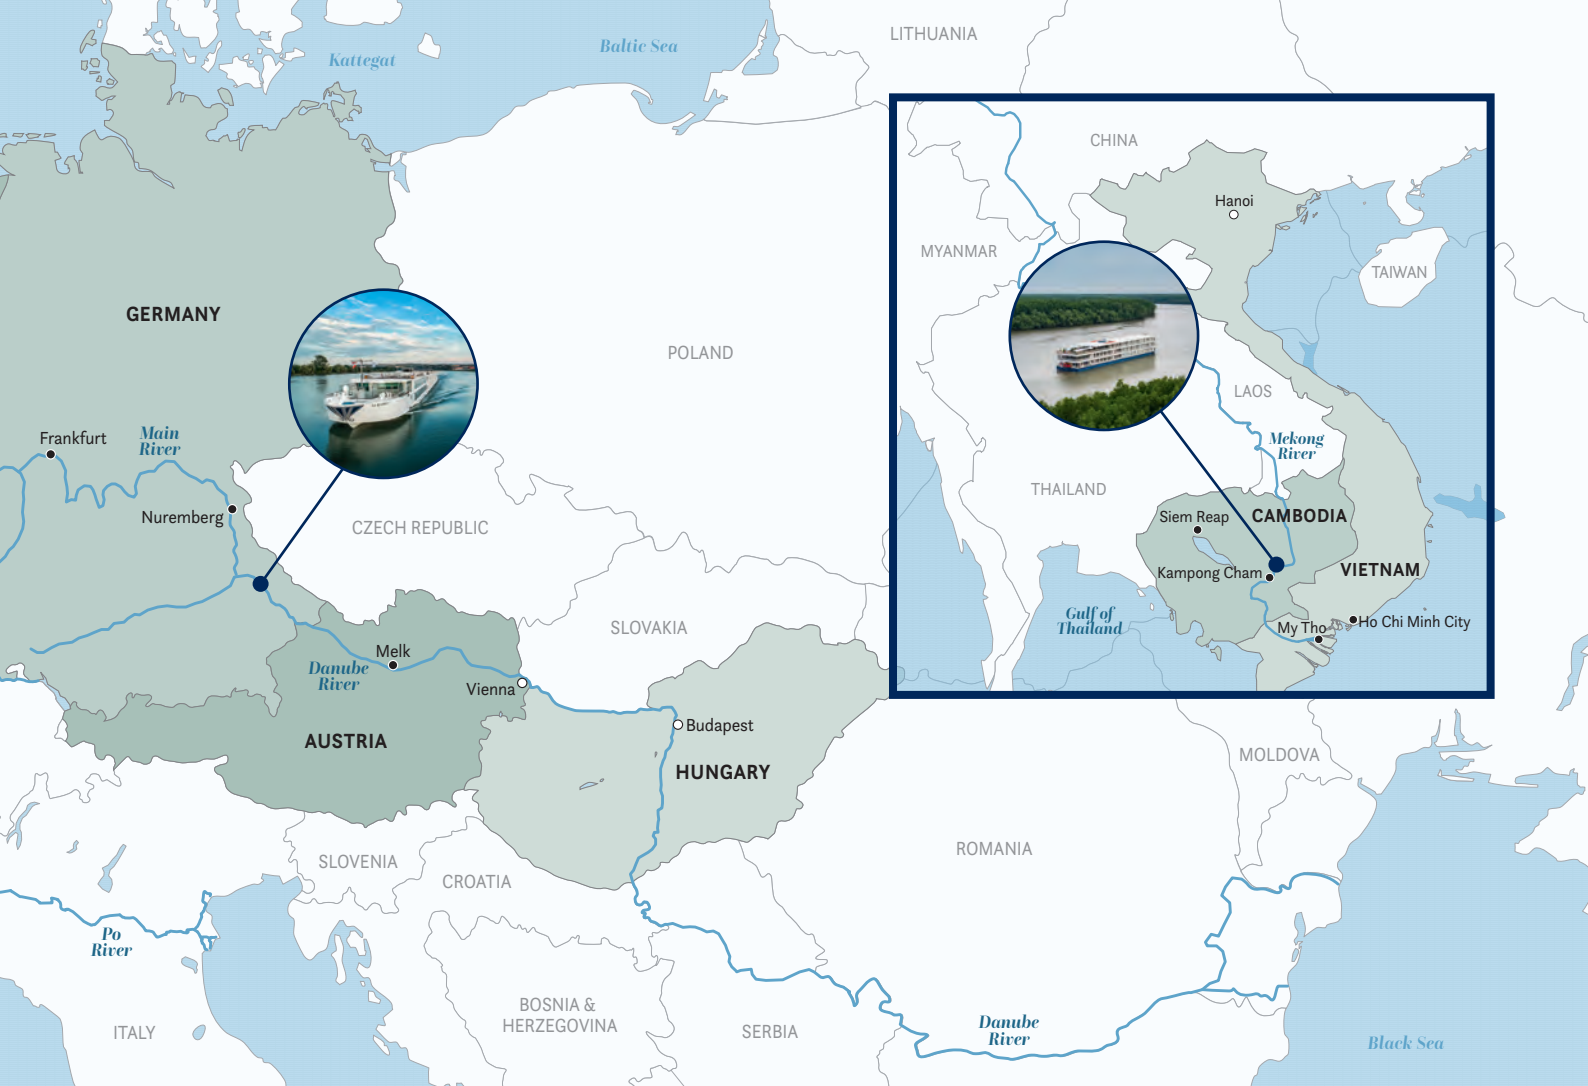 Kattegat
Baltic Sea
LITHUANIA
CHINA
Hanoi
MYANMAR
TAIWAN
GERMANY
POLAND
LAOS
Frankfurt
Main
River
Mekong
River
THAILAND
Nuremberg
CZECH REPUBLIC
Siem Reap
CAMBODIA
Kampong Cham
VIETNAM
Gulf of
Thailand
My Tho
Ho Chi Minh City
SLOVAKIA
Melk
Danube
River
Vienna
Budapest
AUSTRIA
HUNGARY
MOLDOVA
SLOVENIA
ROMANIA
CROATIA
Po
River
BOSNIA &
HERZEGOVINA
ITALY
SERBIA
Danube
River
Black Sea